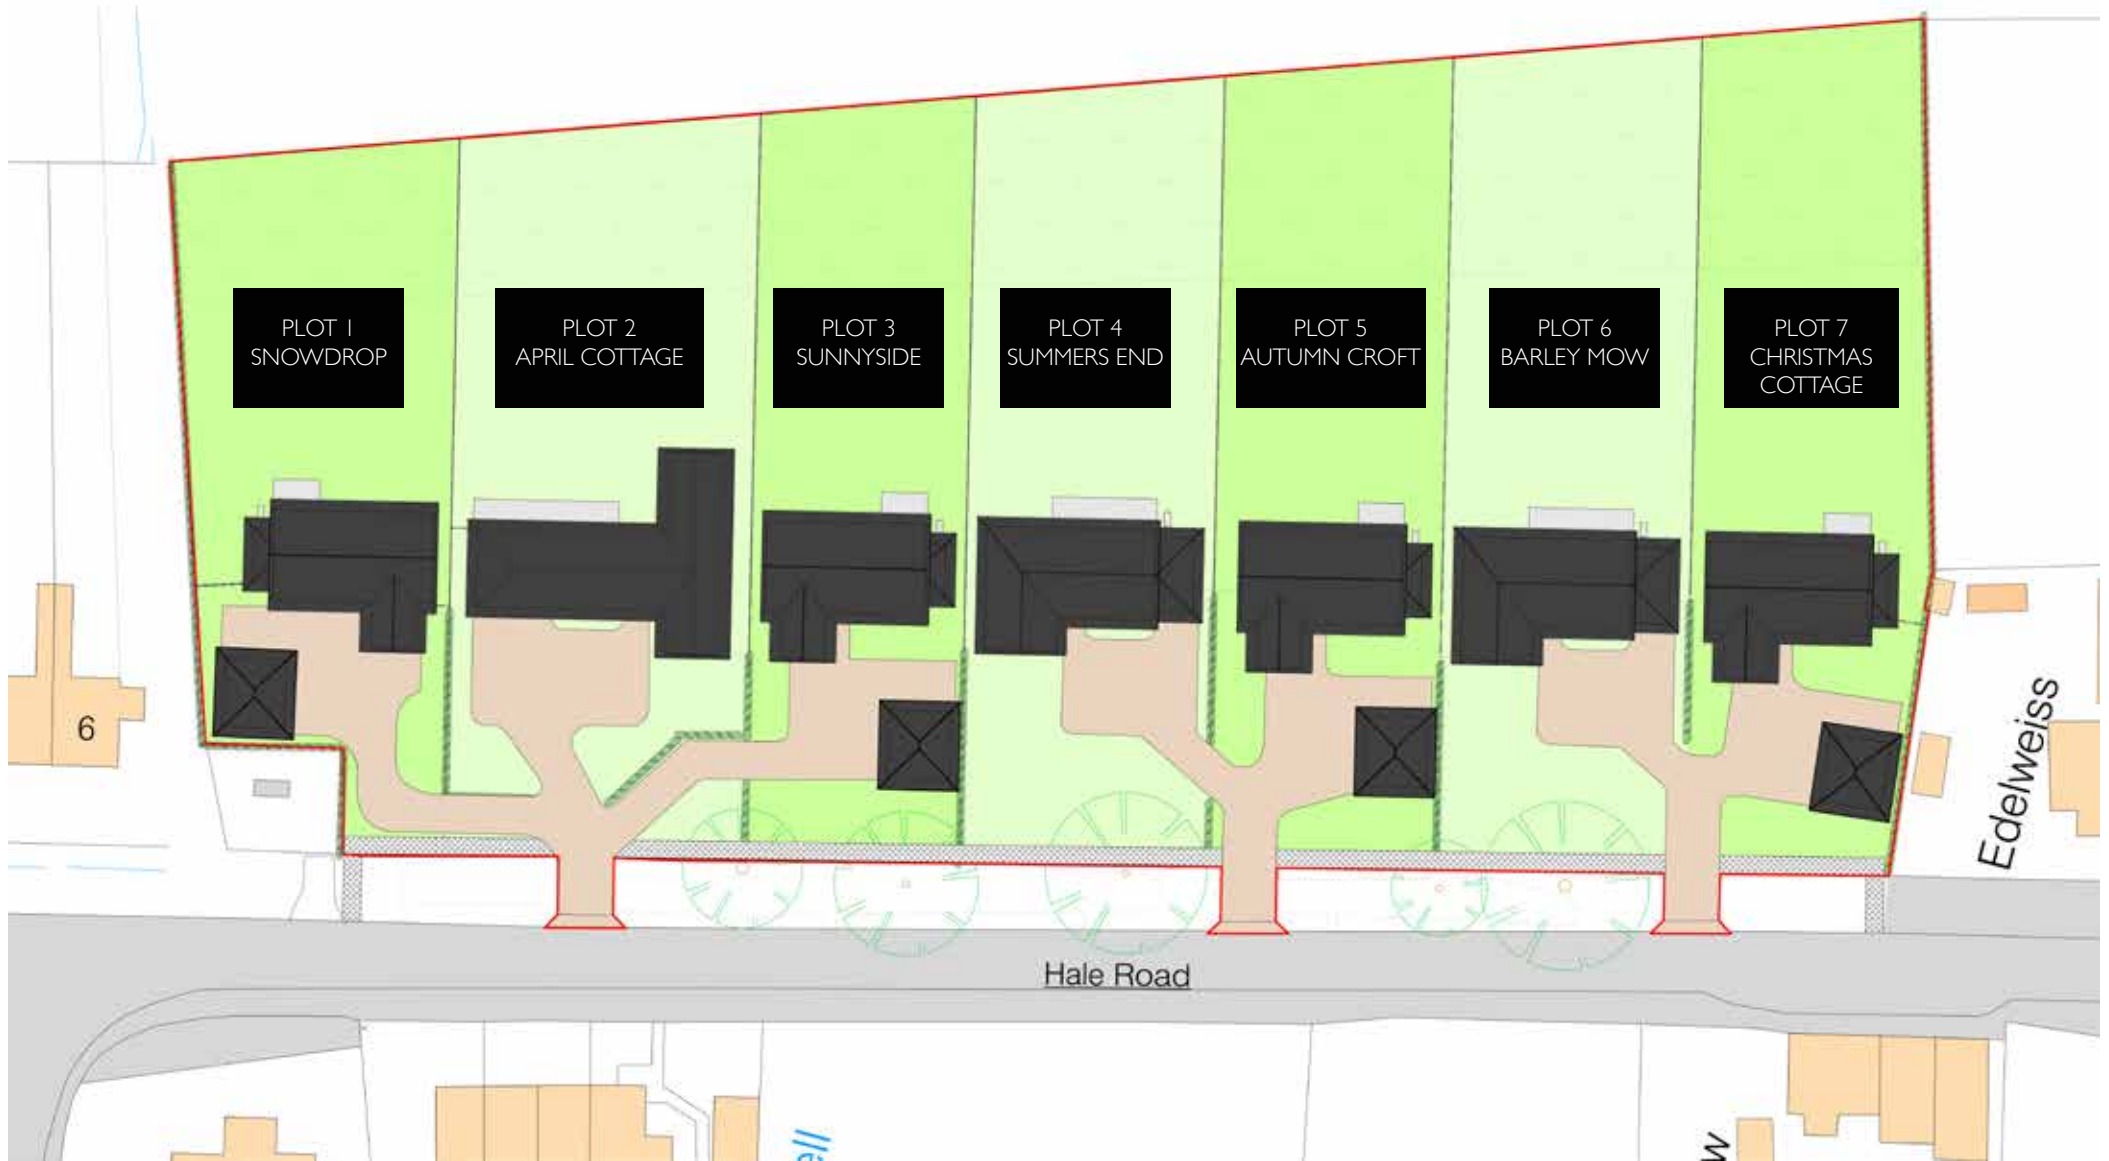 PLOT 1
SNOWDROP
PLOT 2
APRIL COTTAGE
PLOT 3
SUNNYSIDE
PLOT 4
SUMMERS END
PLOT 5
AUTUMN CROFT
PLOT 6
BARLEY MOW
PLOT 7
CHRISTMAS
COTTAGE
6
Edelweiss
Hale Road
ell
w